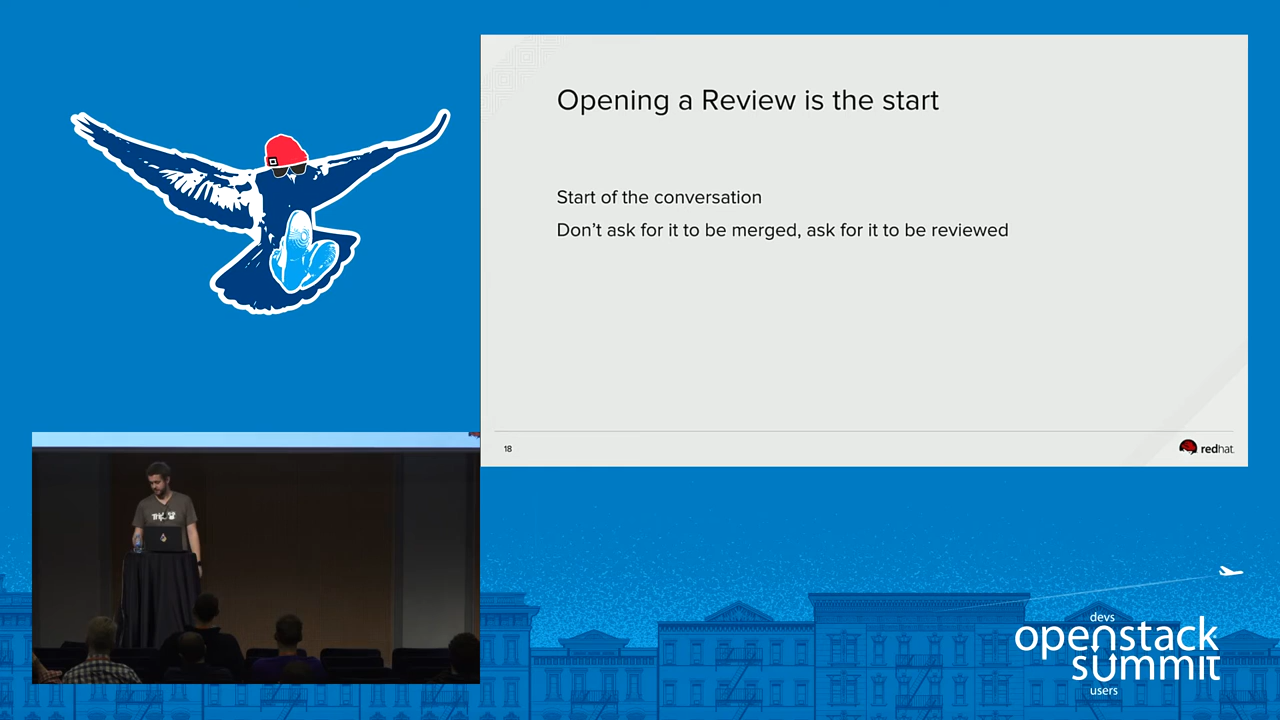 Opening a Review is the start
Start of the conversation
Don't ask for it to be merged, ask for it to be reviewed
18
redhat.
devs
openstack
summit
users